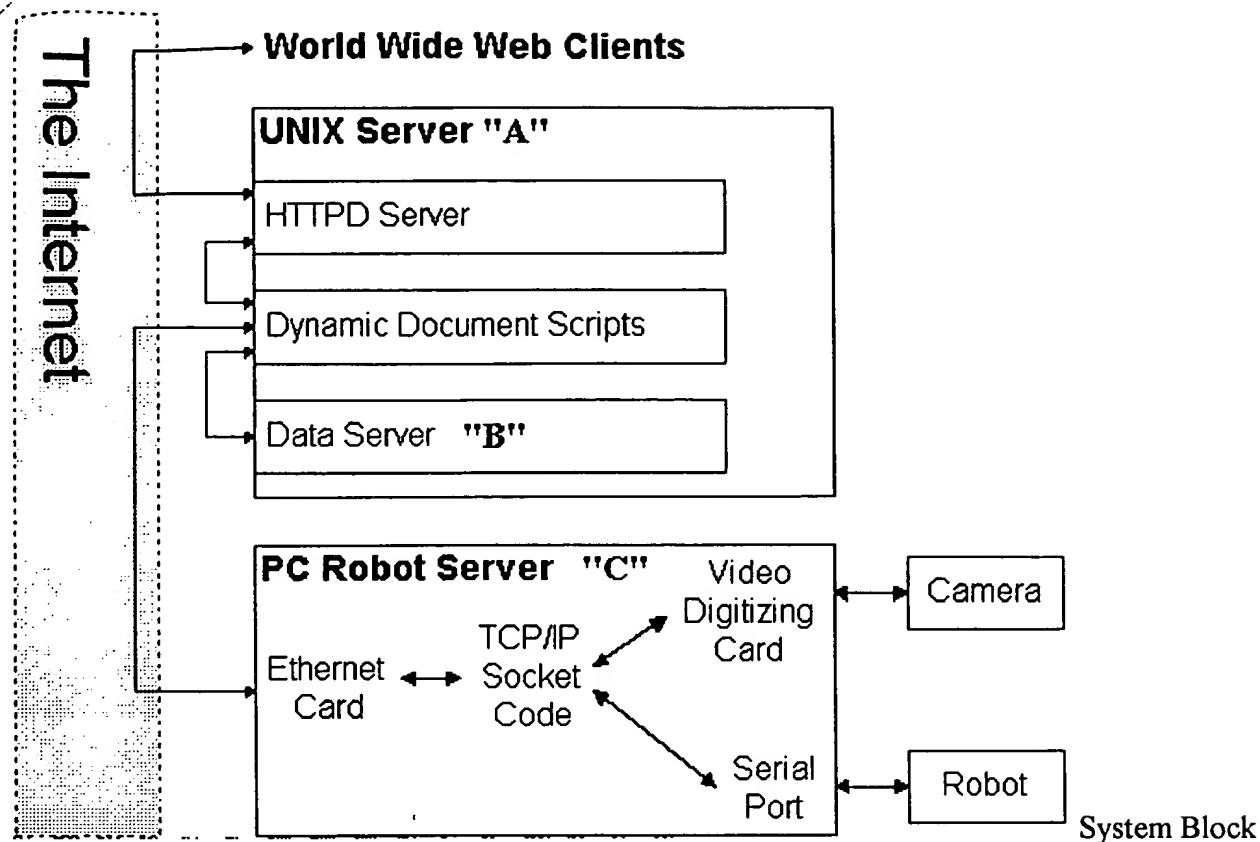 The Internet
World Wide Web Clients
UNIX Server "A"
HTTPD Server
Dynamic Document Scripts
Data Server "B"
PC Robot Server "C"
Video
Digitizing
Card
TCP/IP
Socket
Code
Ethernet
Card
Serial
Port
Camera
Robot
System Block